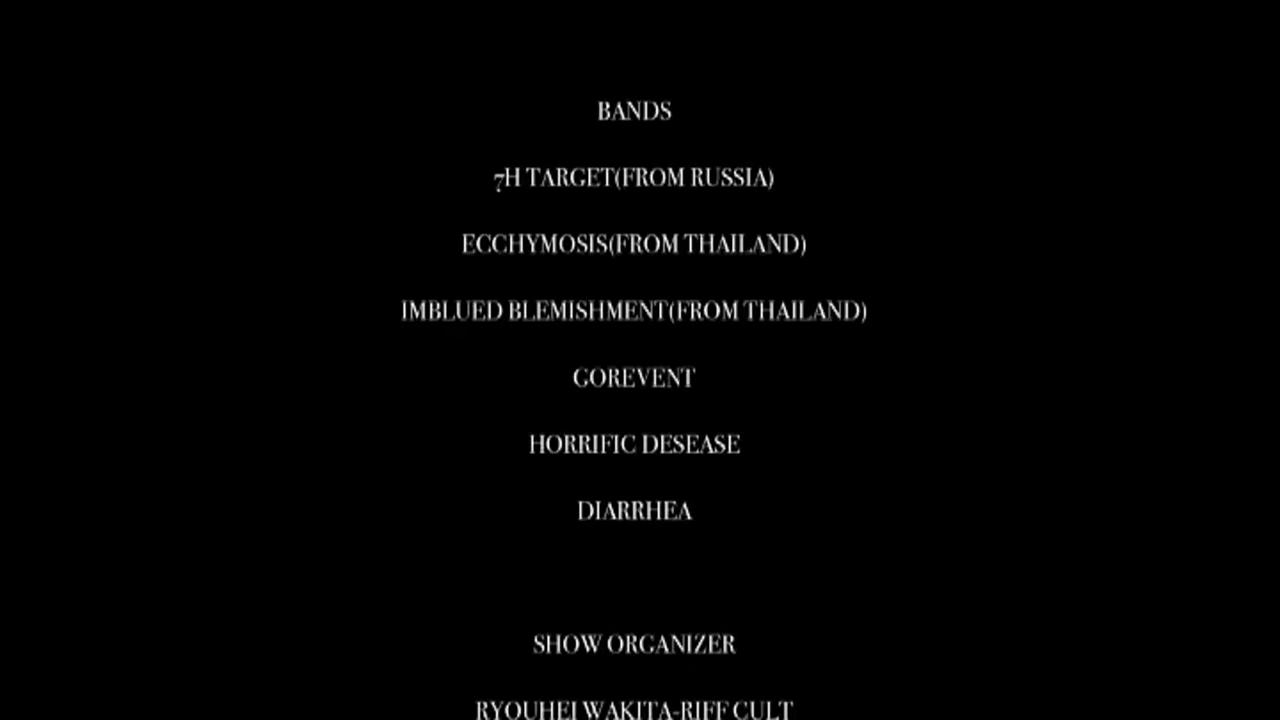 BANDS
7H TARGET(FROM RUSSIA)
ECCHYMOSIS(FROM THAILAND)
IMBLUED BLEMISHMENT(FROM THAILAND)
GOREVENT
HORRIFIC DESEASE
DIARRHEA
SHOW ORGANIZER
RYOUHEI WAKITA-RIFF CULT